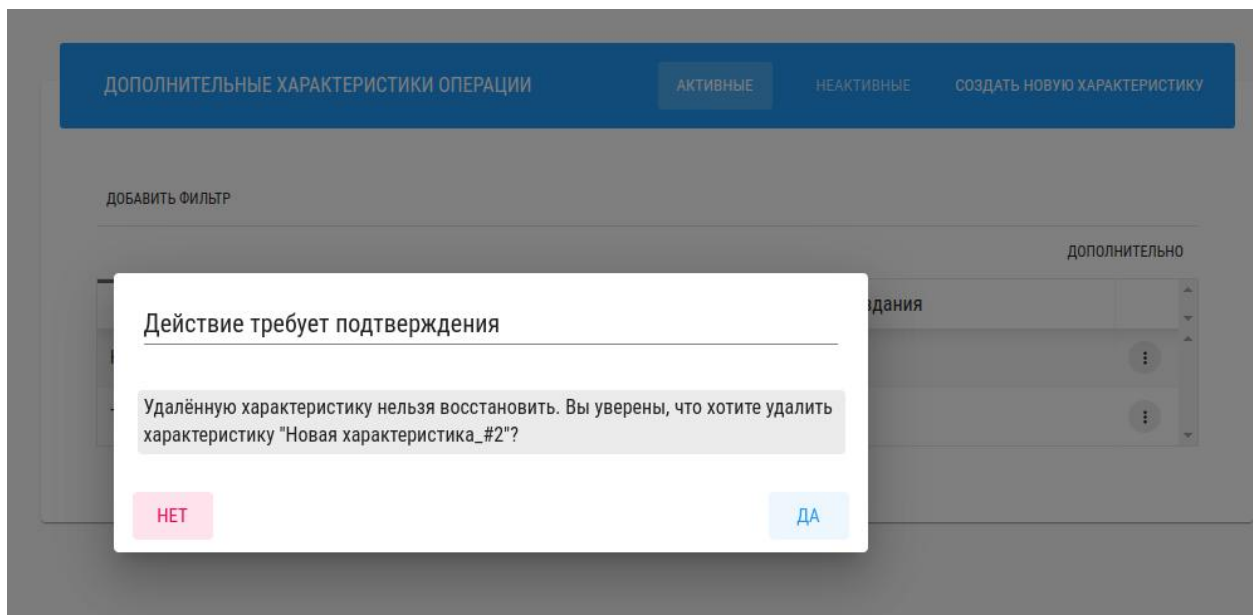 ДОПОЛНИТЕЛЬНЫЕ ХАРАКТЕРИСТИКИ ОПЕРАЦИИ
АКТИВНЫЕ
НЕАКТИВНЫЕ
СОЗДАТЬ НОВУЮ ХАРАКТЕРИСТИКУ
ДОБАВИТЬ ФИЛЬТР
ДОПОЛНИТЕЛЬНО
Действие требует подтверждения
Удалённую характеристику нельзя восстановить. Вы уверены, что хотите удалить
характеристику "Новая характеристика_#2"?
НЕТ
ДА